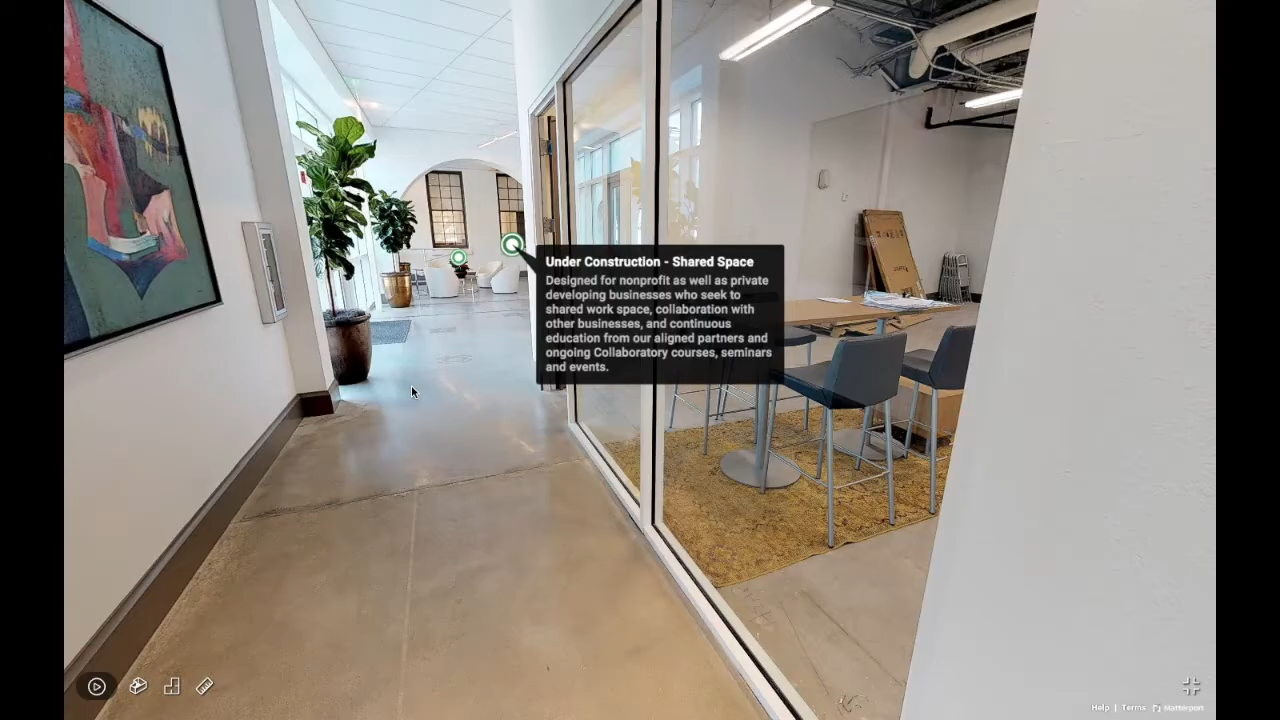 Under Construction - Shared Space
Designed for nonprofit as well as private
developing businesses who seek to
shared work space, collaboration with
other businesses, and continuous
education from our aligned partners and
ongoing Collaboratory courses, seminars
and events.
Help | Terms Matterport